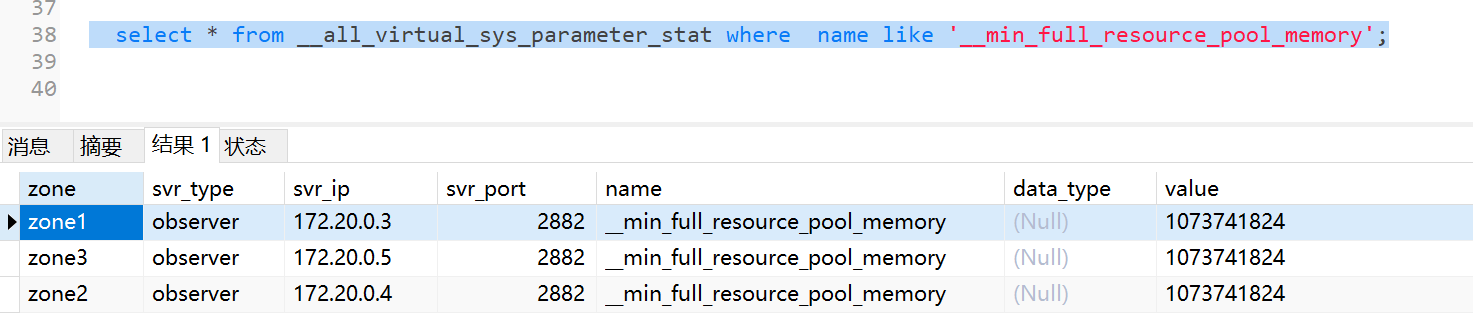 37
38 select * from __all_virtual_sys_parameter_stat where  name like '__min_full_resource_pool_memory';
39
40
消息 摘要 结果 1 状态
zone svr_type svr_ip svr_port name data_type value
zone1 observer 172.20.0.3 2882 __min_full_resource_pool_memory (Null) 1073741824
zone3 observer 172.20.0.5 2882 __min_full_resource_pool_memory (Null) 1073741824
zone2 observer 172.20.0.4 2882 __min_full_resource_pool_memory (Null) 1073741824